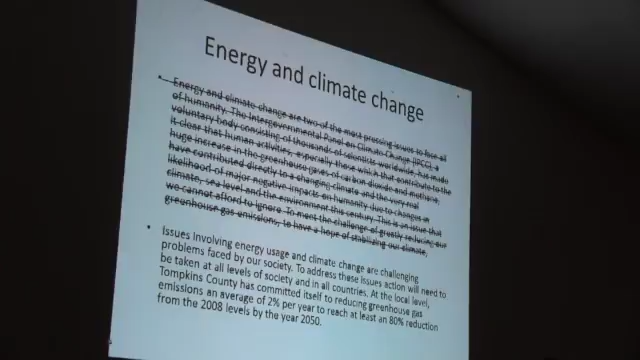 Energy and climate change
• Energy and climate change are two of the most pressing issues to face all
of humanity. The Intergovernmental Panel on Climate Change (IPCC), a
voluntary body consisting of thousands of scientists worldwide, has made
it clear that human activities, especially those which contribute to the
huge increase in the greenhouse gases of carbon dioxide and methane,
have contributed directly to a changing climate and the very real
likelihood of major negative impacts on humanity due to changes in
climate, sea level and the environment this century. This is an issue that
we cannot afford to ignore. To meet the challenge of greatly reducing our
greenhouse gas emissions, to have a hope of stabilizing our climate,
• Issues Involving energy usage and climate change are challenging
problems faced by our society. To address these issues action will need to
be taken at all levels of society and in all countries. At the local level,
Tompkins County has committed itself to reducing greenhouse gas
emissions an average of 2% per year to reach at least an 80% reduction
from the 2008 levels by the year 2050.